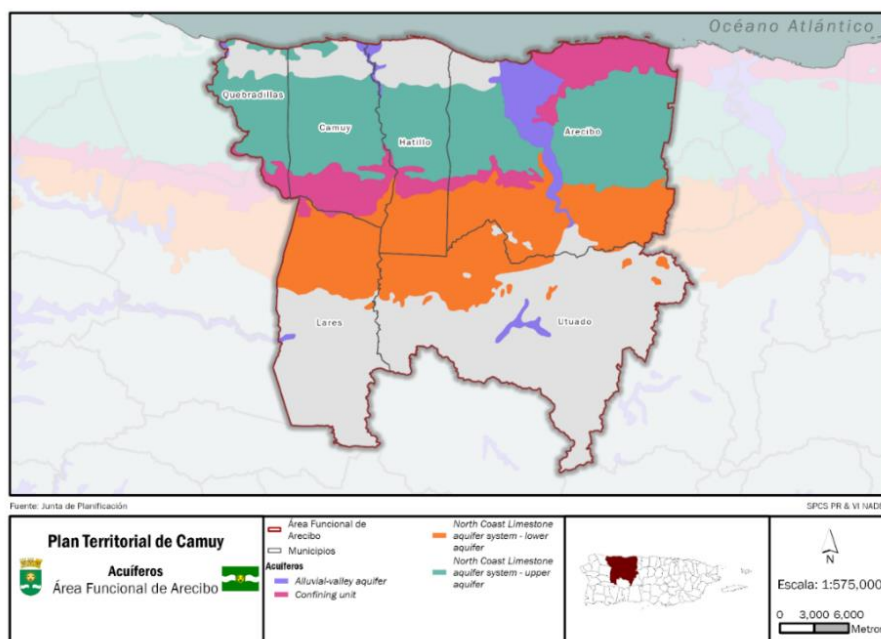 Océano Atlántico
Quebradillas
Camuy
Hatillo
Arecibo
Lares
Utuado
Fuente: Junta de Planificación
SPCS PR & VI NAD8
Plan Territorial de Camuy
Acuíferos
Área Funcional de Arecibo
Área Funcional de
Arecibo
Municipios
Acuíferos
Alluvial-valley aquifer
Confining unit
North Coast Limestone
aquifer system - lower
aquifer
North Coast Limestone
aquifer system - upper
aquifer
N
Escala: 1:575,000
0 3,000 6,000
Metros